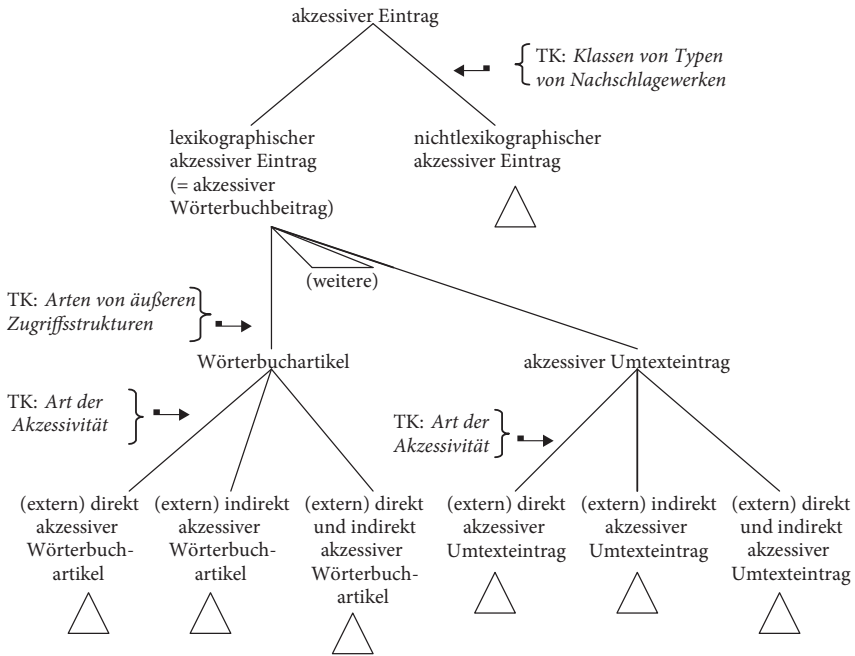 akzessiver Eintrag
TK: Klassen von Typen
von Nachschlagewerken
lexikographischer
akzessiver Eintrag
(= akzessiver
Wörterbuchbeitrag)
nichtlexikographischer
akzessiver Eintrag
(weitere)
TK: Arten von äußeren
Zugriffsstrukturen
Wörterbuchartikel
akzessiver Umtexteintrag
TK: Art der
Akzessivität
TK: Art der
Akzessivität
(extern) direkt
akzessiver
Wörterbuch-
artikel
(extern) indirekt
akzessiver
Wörterbuch-
artikel
(extern) direkt
und indirekt
akzessiver
Wörterbuch-
artikel
(extern) direkt
akzessiver
Umtexteintrag
(extern) indirekt
akzessiver
Umtexteintrag
(extern) direkt
und indirekt
akzessiver
Umtexteintrag